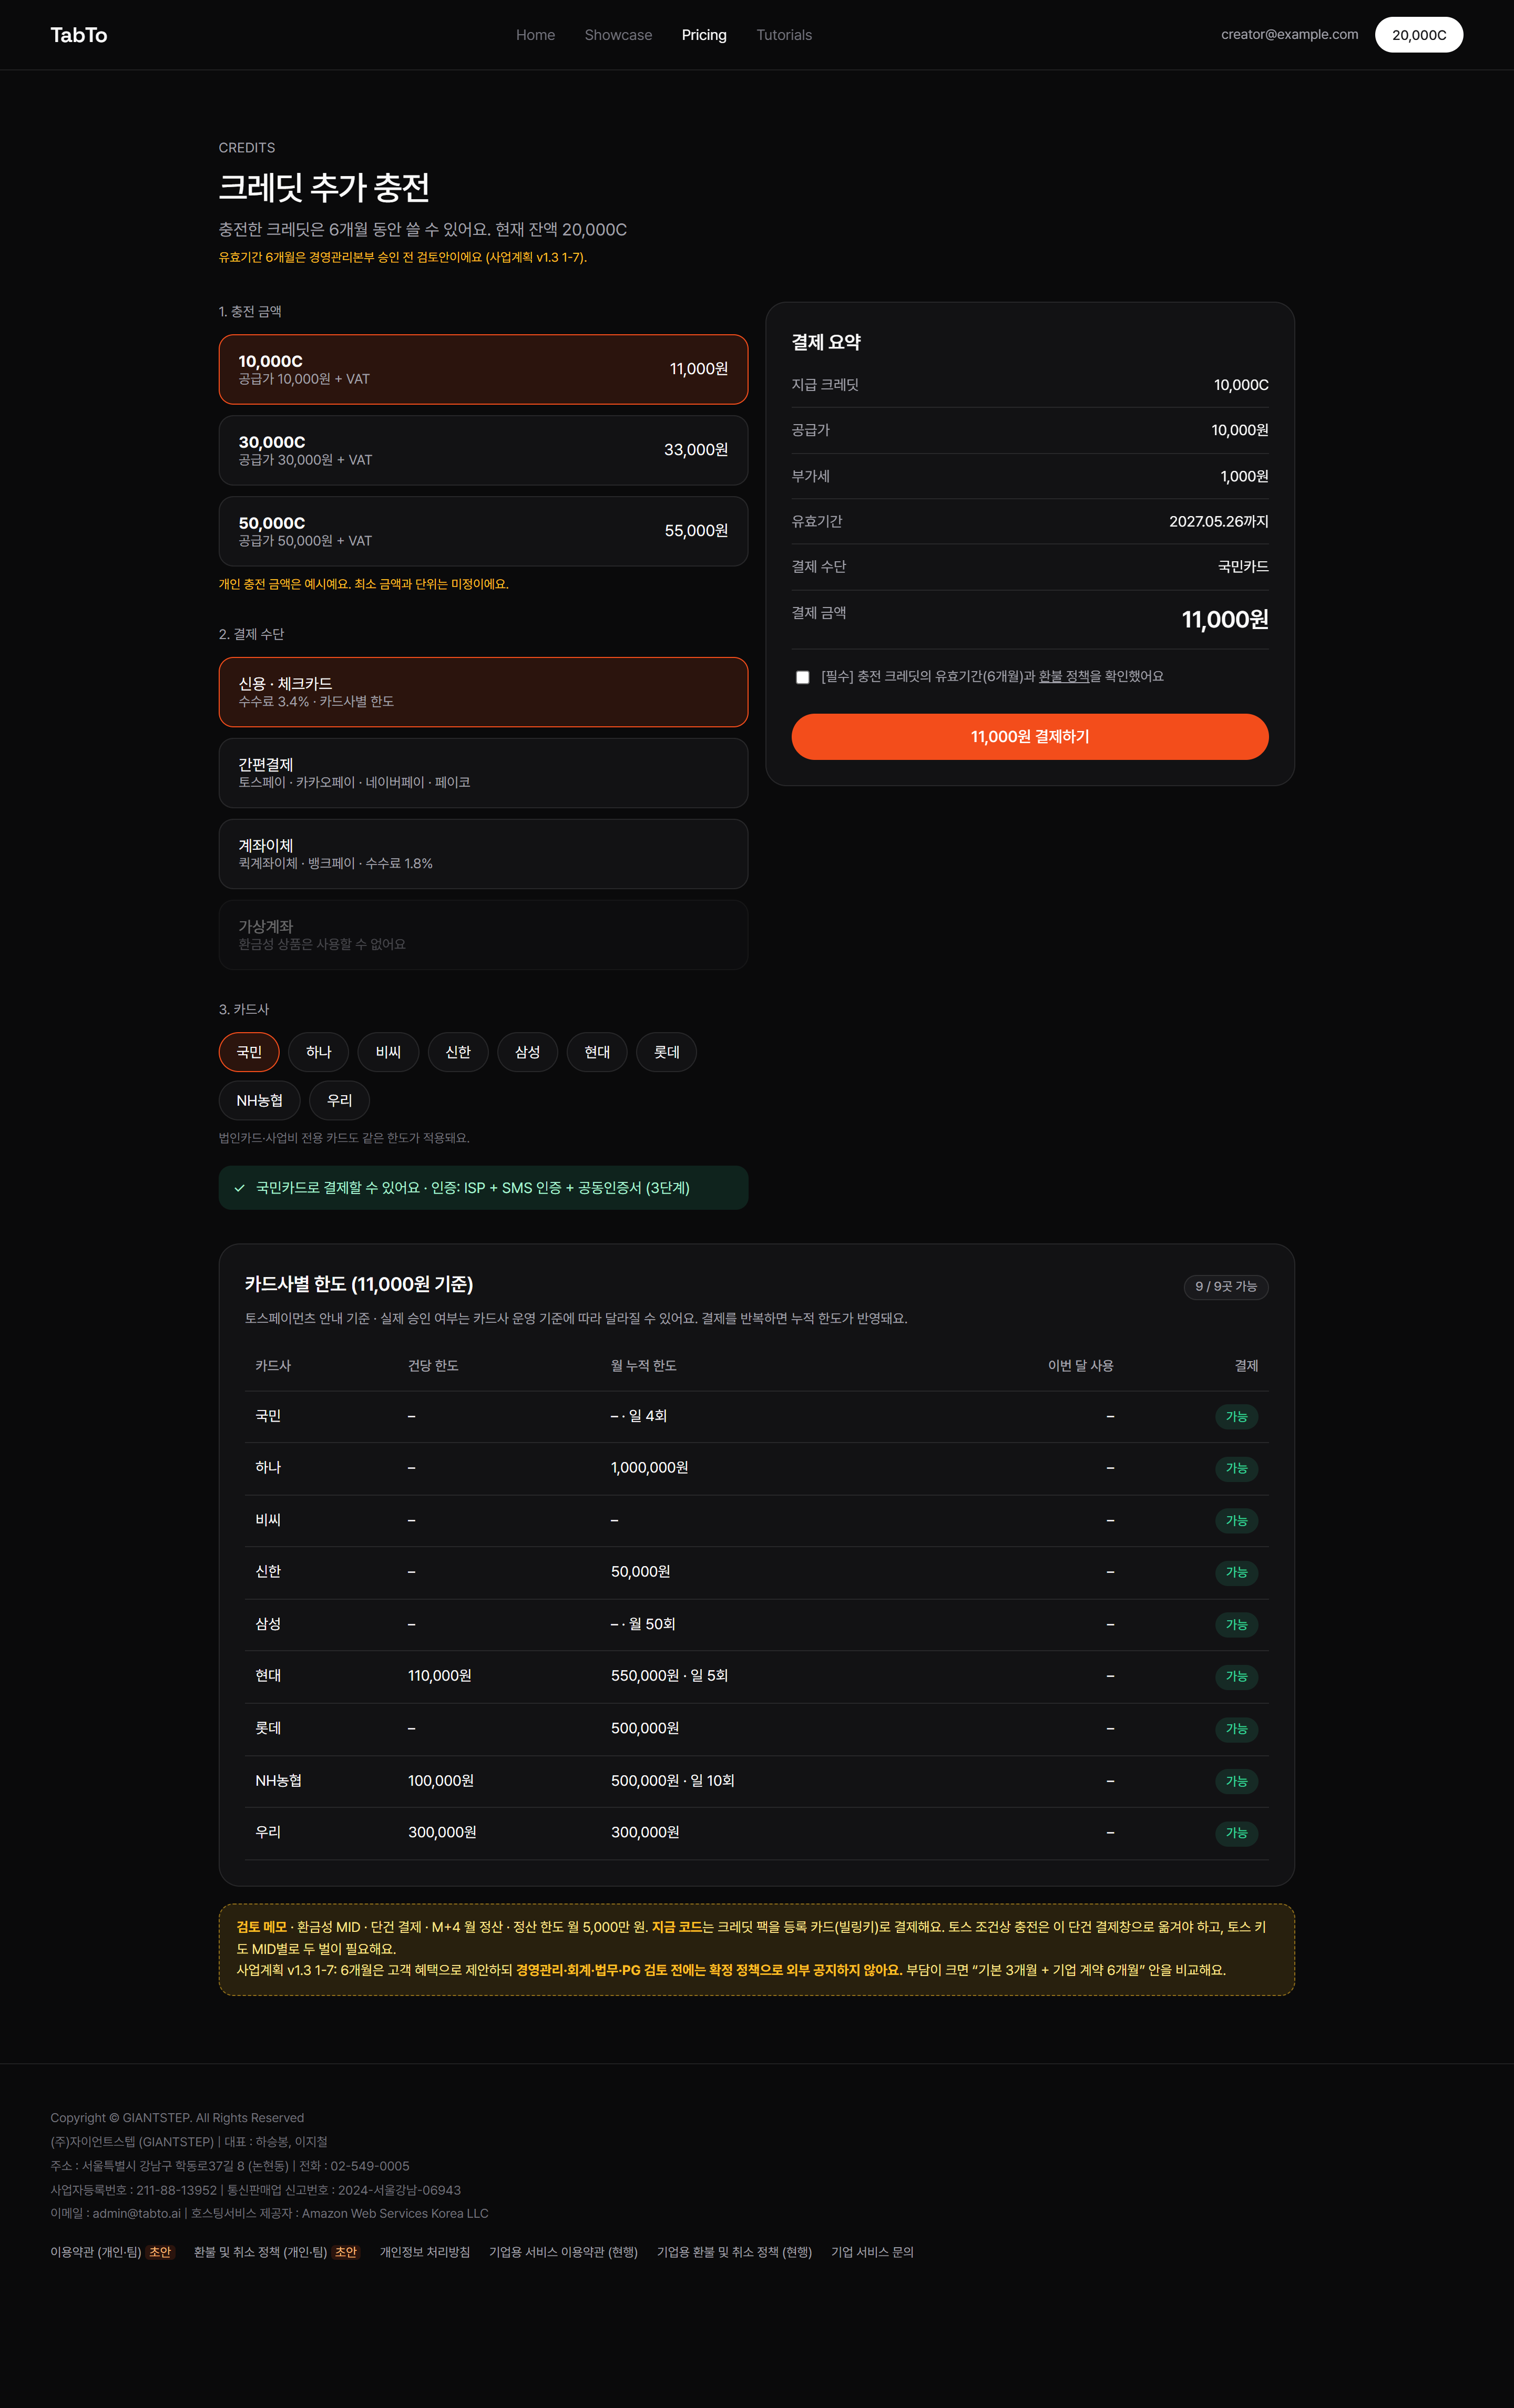 TabTo
Home Showcase Pricing Tutorials
creator@example.com 20,000C
CREDITS
크레딧 추가 충전
충전한 크레딧은 6개월 동안 쓸 수 있어요. 현재 잔액 20,000C
유효기간 6개월은 경영관리본부 승인 전 검토안이에요 (사업계획 v1.3 1-7).
1. 충전 금액
10,000C
공급가 10,000원 + VAT
11,000원
30,000C
공급가 30,000원 + VAT
33,000원
50,000C
공급가 50,000원 + VAT
55,000원
개인 충전 금액은 예시예요. 최소 금액과 단위는 미정이에요.
2. 결제 수단
신용 · 체크카드
수수료 3.4% · 카드사별 한도
간편결제
토스페이 · 카카오페이 · 네이버페이 · 페이코
계좌이체
퀵계좌이체 · 뱅크페이 · 수수료 1.8%
가상계좌
환금성 상품은 사용할 수 없어요
3. 카드사
국민 하나 비씨 신한 삼성 현대 롯데
NH농협 우리
법인카드·사업비 전용 카드도 같은 한도가 적용돼요.
✓ 국민카드로 결제할 수 있어요 · 인증: ISP + SMS 인증 + 공동인증서 (3단계)
결제 요약
지급 크레딧 10,000C
공급가 10,000원
부가세 1,000원
유효기간 2027.05.26까지
결제 수단 국민카드
결제 금액 11,000원
[필수] 충전 크레딧의 유효기간(6개월)과 환불 정책을 확인했어요
11,000원 결제하기
카드사별 한도 (11,000원 기준)
9 / 9곳 가능
토스페이먼츠 안내 기준 · 실제 승인 여부는 카드사 운영 기준에 따라 달라질 수 있어요. 결제를 반복하면 누적 한도가 반영돼요.
카드사 건당 한도 월 누적 한도 이번 달 사용 결제
국민 – – · 일 4회 – 가능
하나 – 1,000,000원 – 가능
비씨 – – – 가능
신한 – 50,000원 – 가능
삼성 – – · 월 50회 – 가능
현대 110,000원 550,000원 · 일 5회 – 가능
롯데 – 500,000원 – 가능
NH농협 100,000원 500,000원 · 일 10회 – 가능
우리 300,000원 300,000원 – 가능
검토 메모 · 환금성 MID · 단건 결제 · M+4 월 정산 · 정산 한도 월 5,000만 원. 지금 코드는 크레딧 팩을 등록 카드(빌링키)로 결제해요. 토스 조건상 충전은 이 단건 결제창으로 옮겨야 하고, 토스 키
도 MID별로 두 벌이 필요해요.
사업계획 v1.3 1-7: 6개월은 고객 혜택으로 제안하되 경영관리·회계·법무·PG 검토 전에는 확정 정책으로 외부 공지하지 않아요. 부담이 크면 “기본 3개월 + 기업 계약 6개월” 안을 비교해요.
Copyright © GIANTSTEP. All Rights Reserved
(주)자이언트스텝 (GIANTSTEP) | 대표 : 하승봉, 이지철
주소 : 서울특별시 강남구 학동로37길 8 (논현동) | 전화 : 02-549-0005
사업자등록번호 : 211-88-13952 | 통신판매업 신고번호 : 2024-서울강남-06943
이메일 : admin@tabto.ai | 호스팅서비스 제공자 : Amazon Web Services Korea LLC
이용약관 (개인·팀) 초안 환불 및 취소 정책 (개인·팀) 초안 개인정보 처리방침 기업용 서비스 이용약관 (현행) 기업용 환불 및 취소 정책 (현행) 기업 서비스 문의